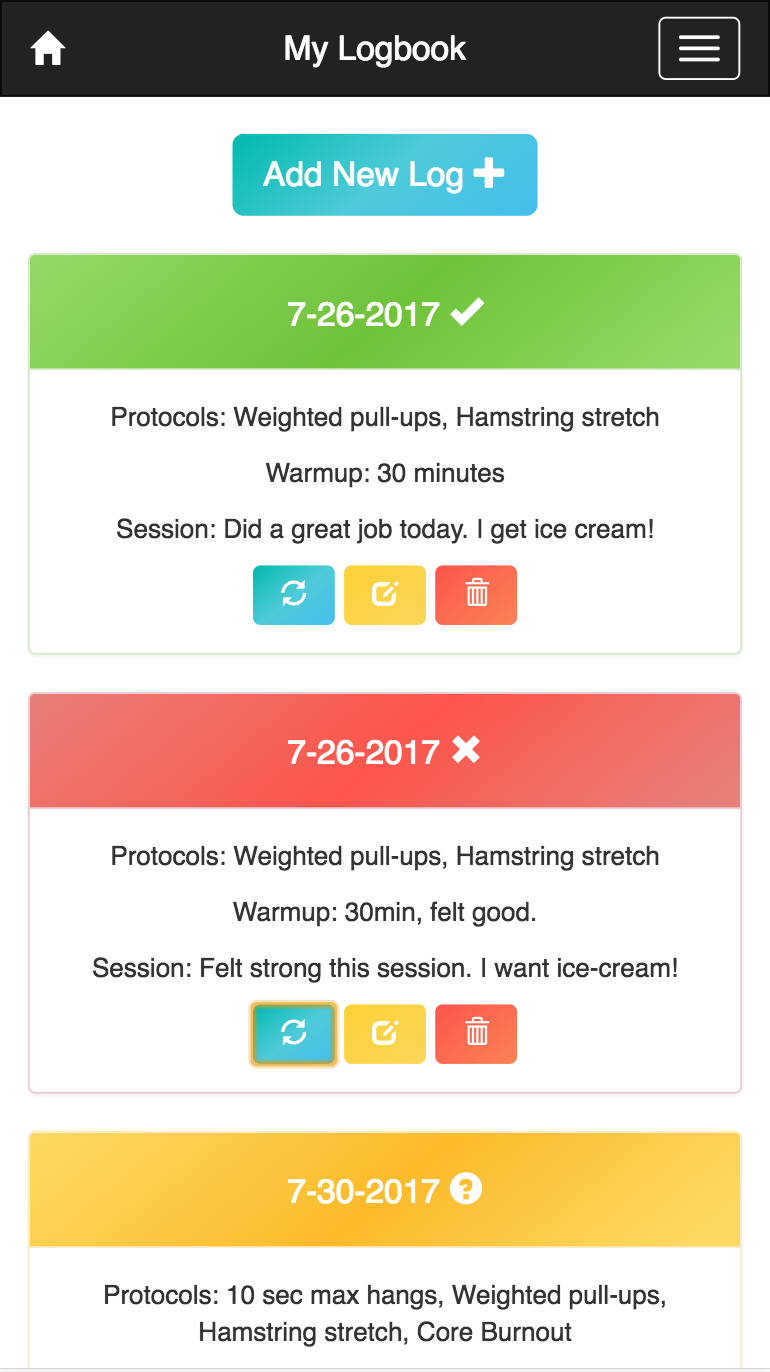 My Logbook
Add New Log
7-26-2017
Protocols: Weighted pull-ups, Hamstring stretch
Warmup: 30 minutes
Session: Did a great job today. I get ice cream!
7-26-2017
Protocols: Weighted pull-ups, Hamstring stretch
Warmup: 30min, felt good.
Session: Felt strong this session. I want ice-cream!
7-30-2017
Protocols: 10 sec max hangs, Weighted pull-ups,
Hamstring stretch, Core Burnout